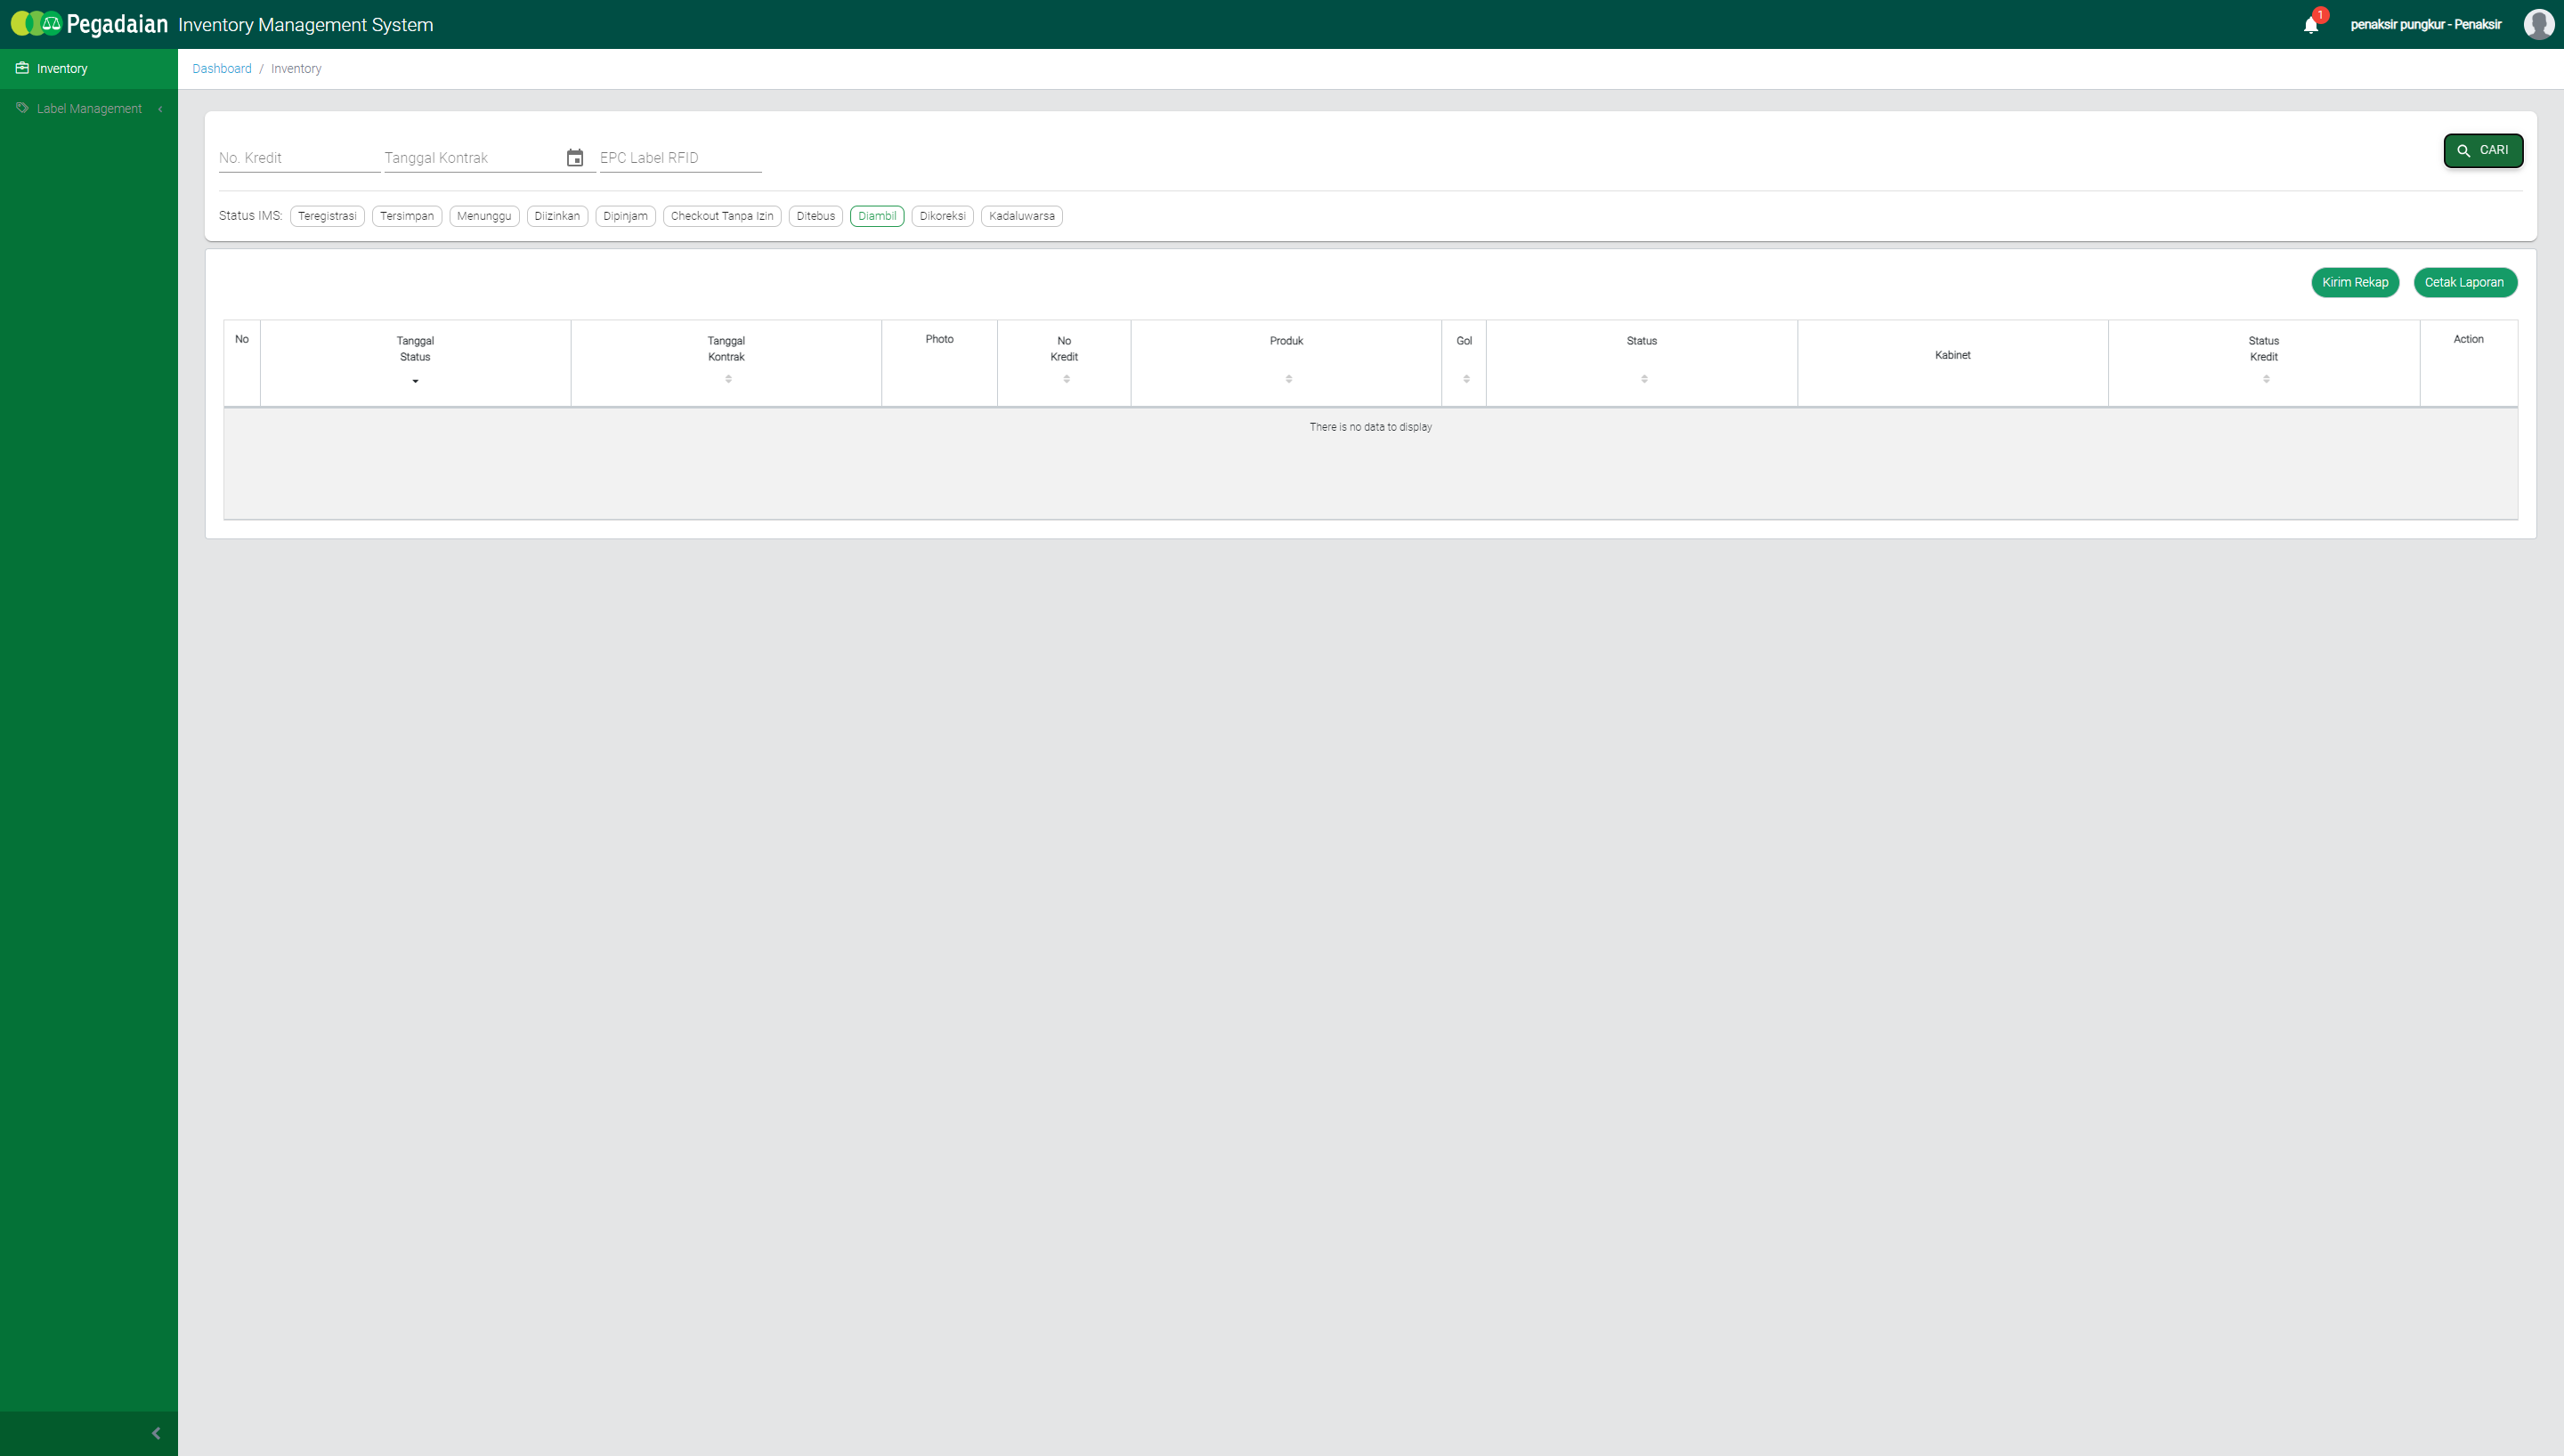 Pegadaian Inventory Management System
1
penaksir pungkur - Penaksir
Inventory
Label Management
Dashboard / Inventory
No. Kredit Tanggal Kontrak EPC Label RFID
CARI
Status IMS: Teregistrasi Tersimpan Menunggu Diizinkan Dipinjam Checkout Tanpa Izin Ditebus Diambil Dikoreksi Kadaluwarsa
Kirim Rekap Cetak Laporan
No
Tanggal
Status
Tanggal
Kontrak
Photo
No
Kredit
Produk
Gol
Status
Kabinet
Status
Kredit
Action
There is no data to display